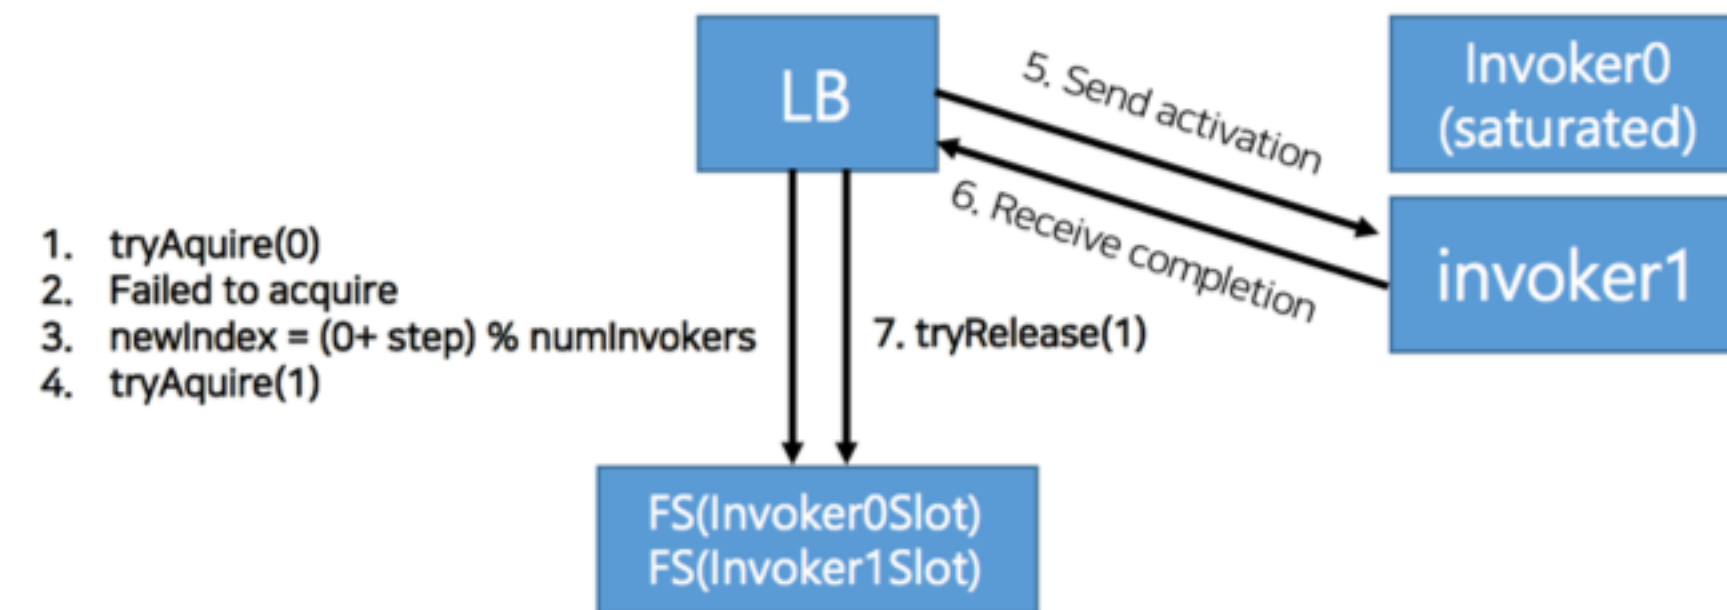 LB
5. Send activation
Invoker0
(saturated)
6. Receive completion
invoker1
1. tryAquire(0)
2. Failed to acquire
3. newIndex = (0+ step) % numInvokers
4. tryAquire(1)
7. tryRelease(1)
FS(Invoker0Slot)
FS(Invoker1Slot)